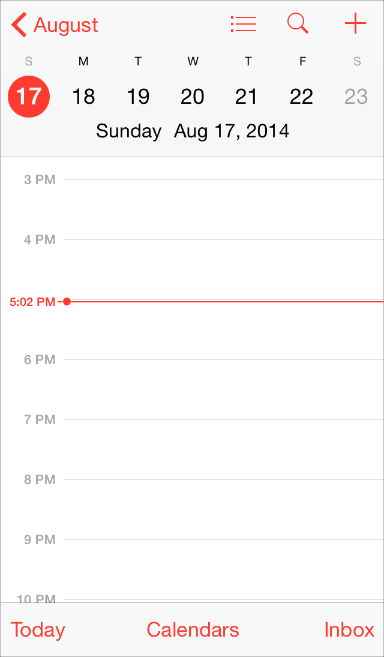 August
S M T W T F S
17 18 19 20 21 22 23
Sunday Aug 17, 2014
3 PM
4 PM
5:02 PM
6 PM
7 PM
8 PM
9 PM
10 PM
Today Calendars Inbox